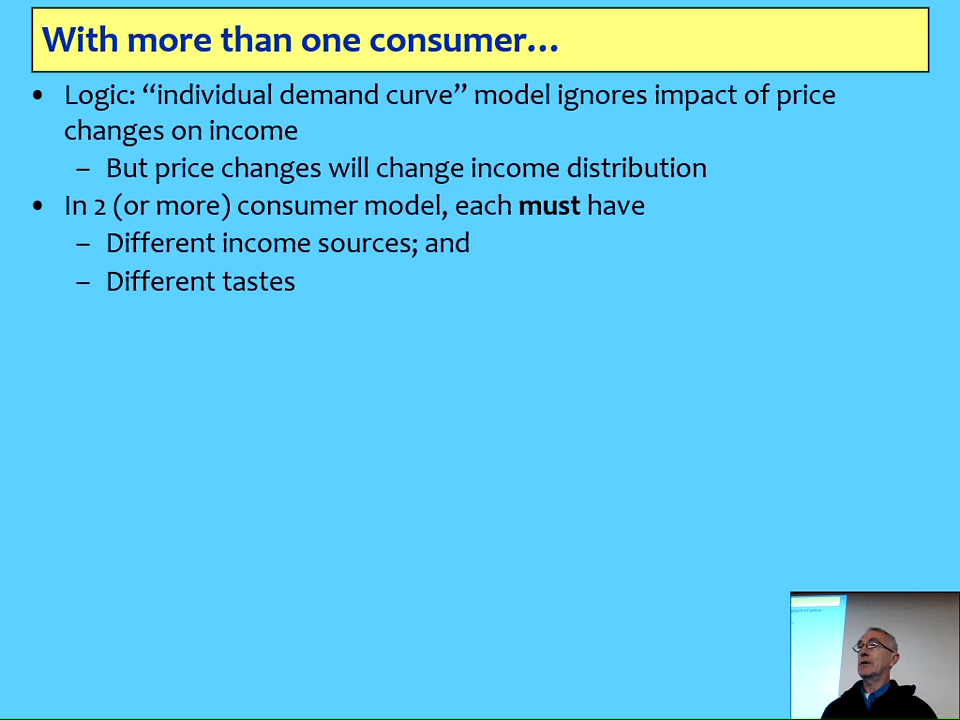 With more than one consumer…
• Logic: “individual demand curve” model ignores impact of price
changes on income
– But price changes will change income distribution
• In 2 (or more) consumer model, each must have
– Different income sources; and
– Different tastes